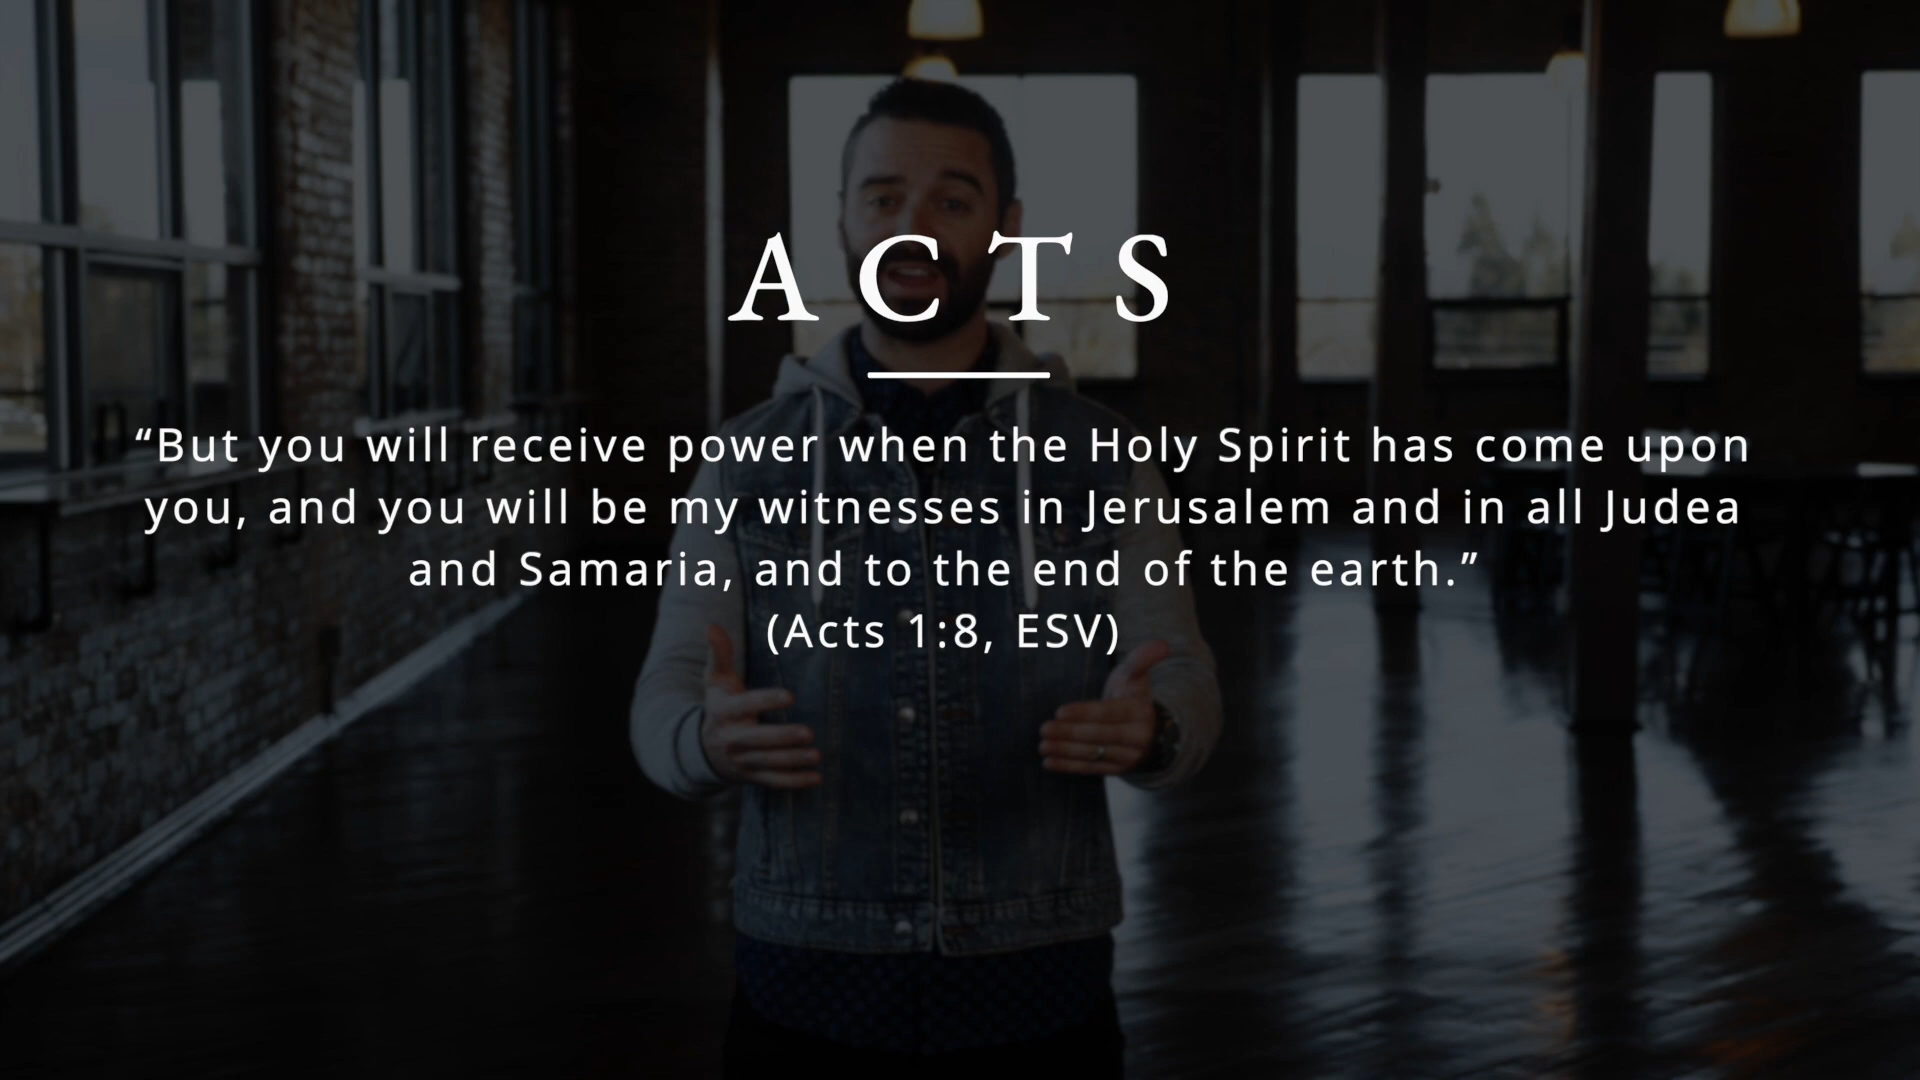 ACTS
“But you will receive power when the Holy Spirit has come upon
you, and you will be my witnesses in Jerusalem and in all Judea
and Samaria, and to the end of the earth.”
(Acts 1:8, ESV)